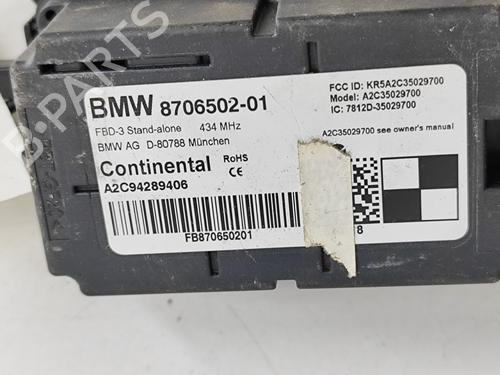 BMW 8706502-01
FBD-3 Stand-alone 434 MHz
BMW AG D-80788 München
Continental RoHS
CE
A2C94289406
FB870650201
FCC ID: KR5A2C35029700
Model: A2C35029700
IC: 7812D-35029700
A2C35029700 see owner's manual
8